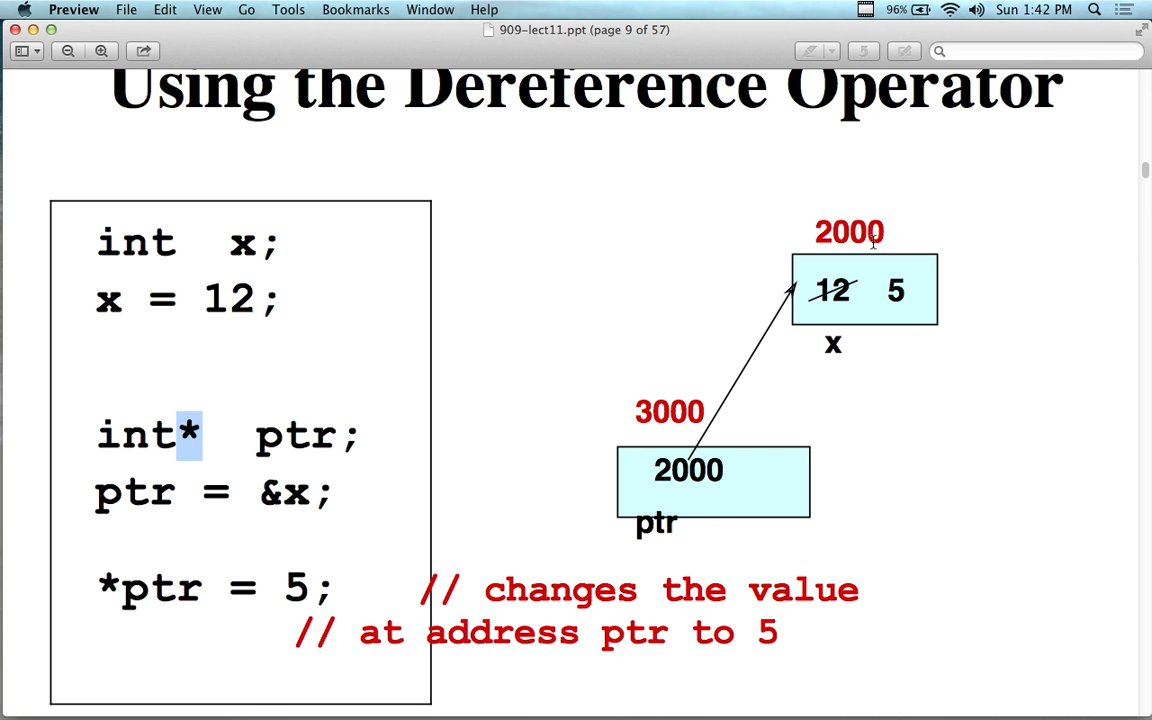 Preview File Edit View Go Tools Bookmarks Window Help 96% Sun 1:42 PM
909-lect11.ppt (page 9 of 57)
Using the Dereference Operator
int x;
x = 12;
int* ptr;
ptr = &x;
*ptr = 5; // changes the value
// at address ptr to 5
2000
12 5
x
3000
2000
ptr